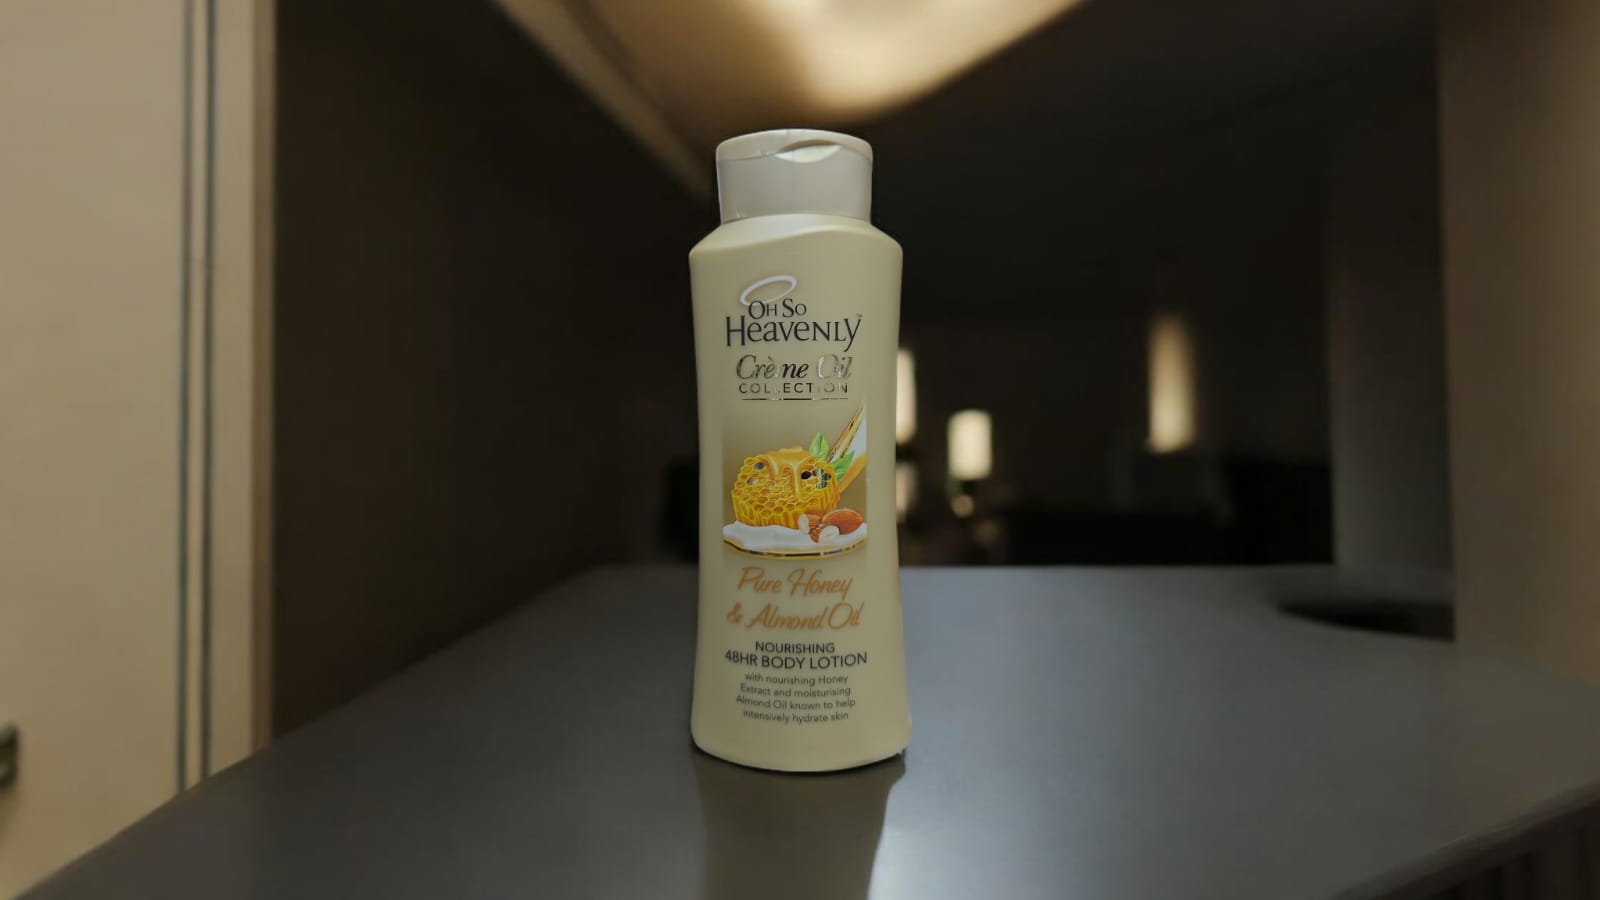 OH SO
HEAVENLY™
Crème Oil
COLLECTION
Pure Honey
& Almond Oil
NOURISHING
48HR BODY LOTION
with nourishing Honey
Extract and moisturising
Almond Oil known to help
intensively hydrate skin